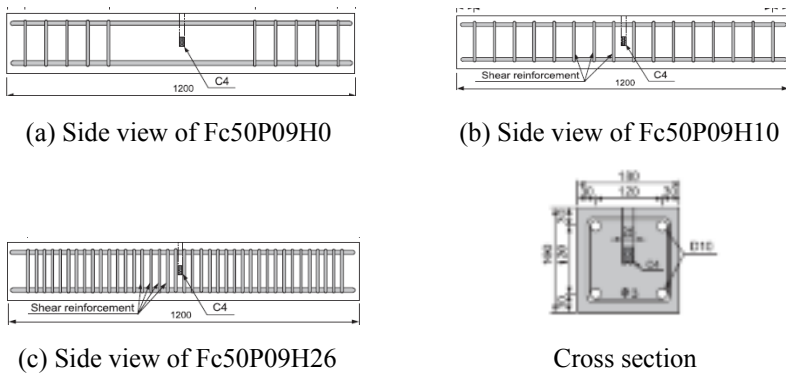 C4
1200
(a) Side view of Fc50P09H0
Shear reinforcement
C4
1200
(b) Side view of Fc50P09H10
Shear reinforcement
C4
1200
(c) Side view of Fc50P09H26
180
30 120 30
120
D10
C4
Cross section